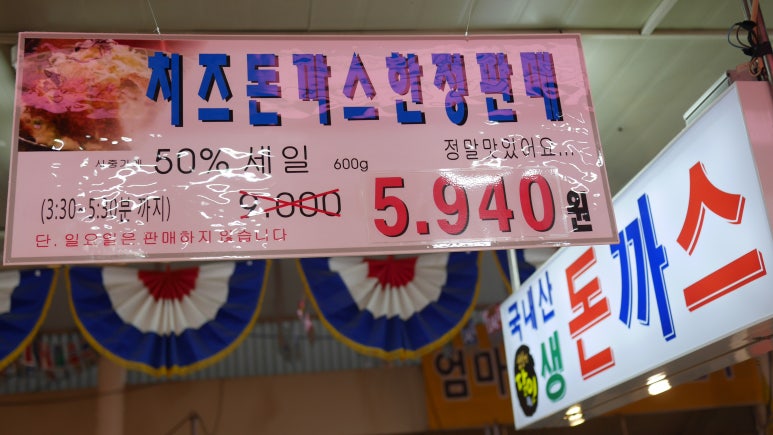 치즈돈까스한정판매
50% 세일 600g 정말맛있어요...
(3:30-5:30분 까지) 9.000 5.940원
단. 일요일은 판매하지 않습니다
국내산
생 돈까스
엄마